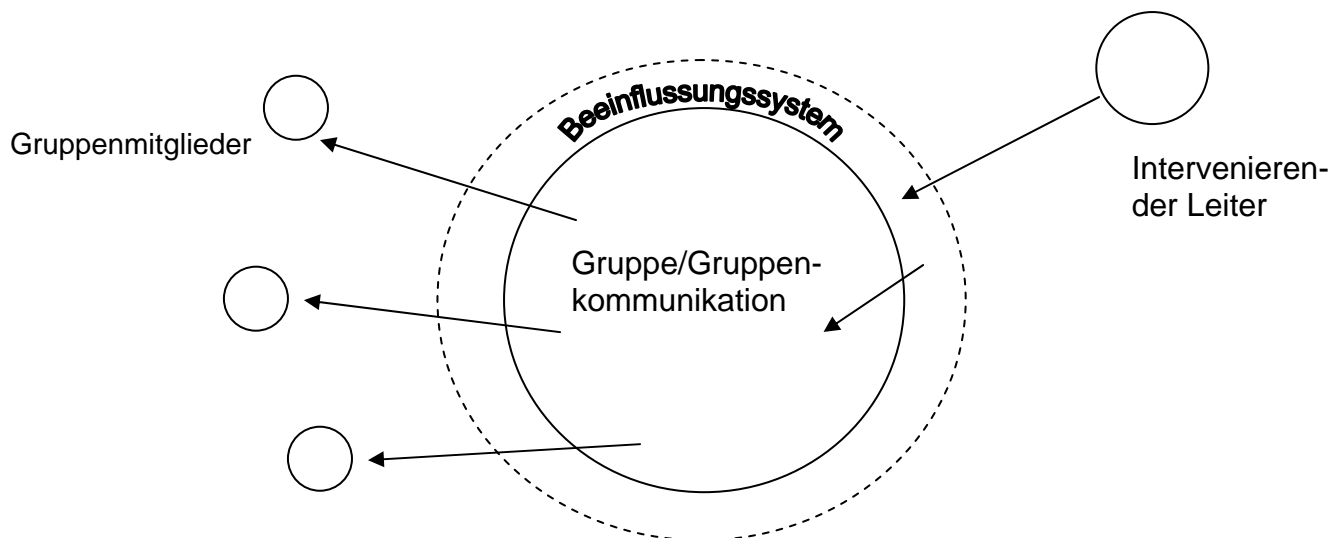 Beeinflussungssystem
Gruppenmitglieder
Intervenieren-
der Leiter
Gruppe/Gruppen-
kommunikation